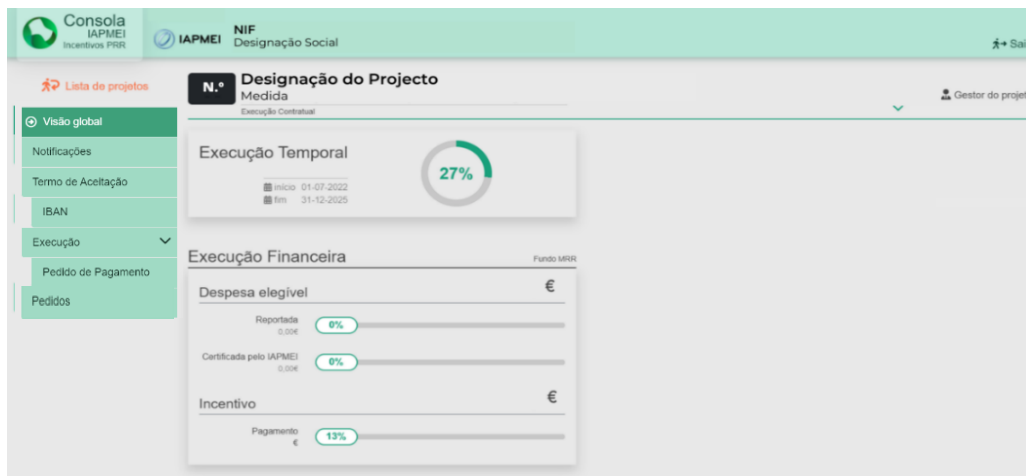 Consola
IAPMEI
Incentivos PRR
IAPMEI
NIF
Designação Social
Sai
Lista de projetos
N.º
Designação do Projecto
Medida
Execução Contratual
Gestor do projet
Visão global
Notificações
Termo de Aceitação
IBAN
Execução
Pedido de Pagamento
Pedidos
Execução Temporal
início 01-07-2022
fim 31-12-2025
27%
Execução Financeira
Fundo MRR
Despesa elegível
€
Reportada
0,00€
0%
Certificada pelo IAPMEI
0,00€
0%
Incentivo
€
Pagamento
€
13%